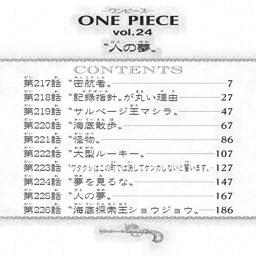 ワンピース
ONE PIECE
vol.24
〝人の夢〟
CONTENTS
第217話 〝密航者〟 7
第218話 〝記録指針〟が丸い理由 27
第219話 〝サルベージ王マシラ〟 47
第220話 〝海底散歩〟 67
第221話 〝怪物〟 86
第222話 〝大型ルーキー〟 107
第223話 〝ワタクシはこの町では決してケンカしないと誓います〟 127
第224話 〝夢を見るな〟 147
第225話 〝人の夢〟 167
第226話 〝海底探索王ショウジョウ〟 186